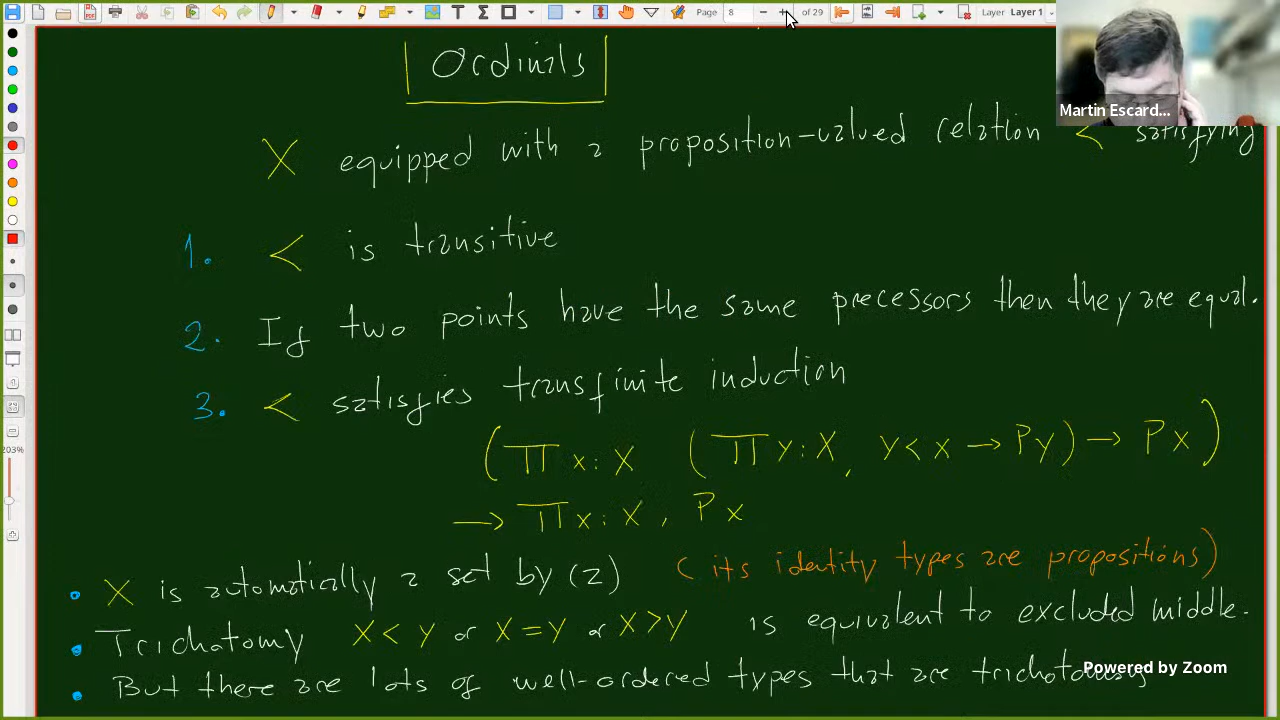 Page 8 of 29 Layer Layer 1
Martin Escard...
Ordinals
X equipped with a proposition-valued relation < satisfying
1. < is transitive
2. If two points have the same precessors then they are equal.
3. < satisfies transfinite induction
(Π x : X (Π y : X, y < x → P y) → P x)
→ Π x : X , P x
• X is automatically a set by (2) (its identity types are propositions)
• Trichotomy x < y or x = y or x > y is equivalent to excluded middle.
• But there are lots of well-ordered types that are trichotomous
Powered by Zoom
203%